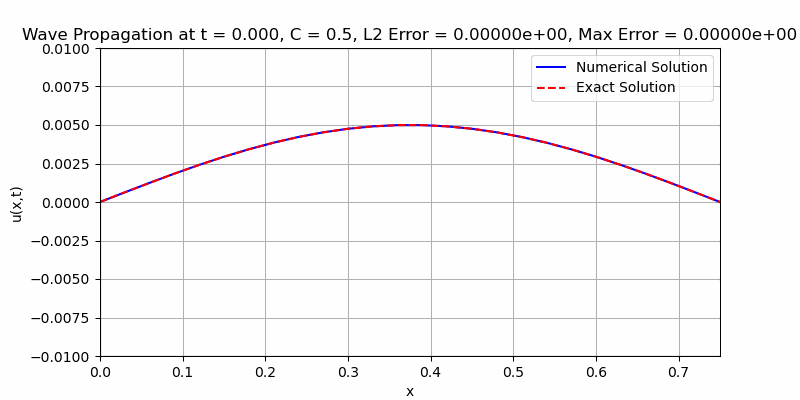 Wave Propagation at t = 0.000, C = 0.5, L2 Error = 0.00000e+00, Max Error = 0.00000e+00
0.0100
0.0075
0.0050
0.0025
0.0000
−0.0025
−0.0050
−0.0075
−0.0100
u(x,t)
Numerical Solution
Exact Solution
0.0 0.1 0.2 0.3 0.4 0.5 0.6 0.7
x